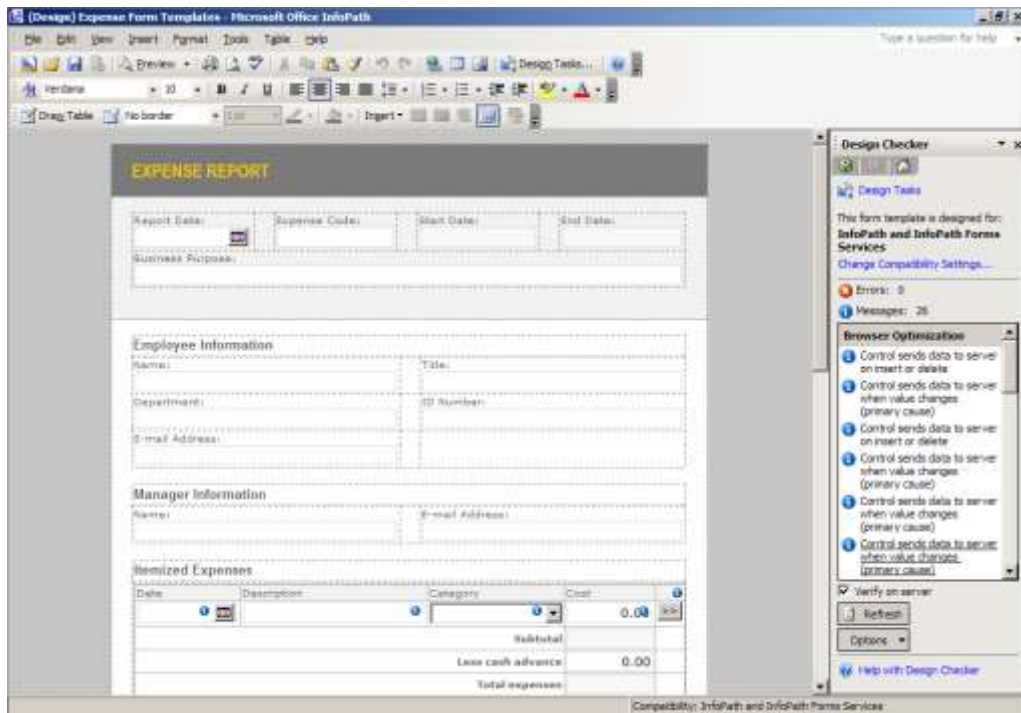 (Design) Expense Form Templates - Microsoft Office InfoPath
File Edit View Insert Format Tools Table Help
Type a question for help
Preview
Design Tasks...
Verdana 10 B I U
Draw Table No border Insert
EXPENSE REPORT
Report Date: Expense Code: Start Date: End Date:
Business Purpose:
Employee Information
Name: Title:
Department: ID Number:
E-mail Address:
Manager Information
Name: E-mail Address:
Itemized Expenses
Date Description Category Cost
0.00 >>
Subtotal
Less cash advance 0.00
Total expenses
Design Checker
Design Tasks
This form template is designed for:
InfoPath and InfoPath Forms
Services
Change Compatibility Settings...
Errors: 0
Messages: 26
Browser Optimization
Control sends data to server
on insert or delete
Control sends data to server
when value changes
(primary cause)
Control sends data to server
on insert or delete
Control sends data to server
when value changes
(primary cause)
Control sends data to server
when value changes
(primary cause)
Control sends data to server
when value changes
(primary cause)
Verify on server
Refresh
Options
Help with Design Checker
Compatibility: InfoPath and InfoPath Forms Services